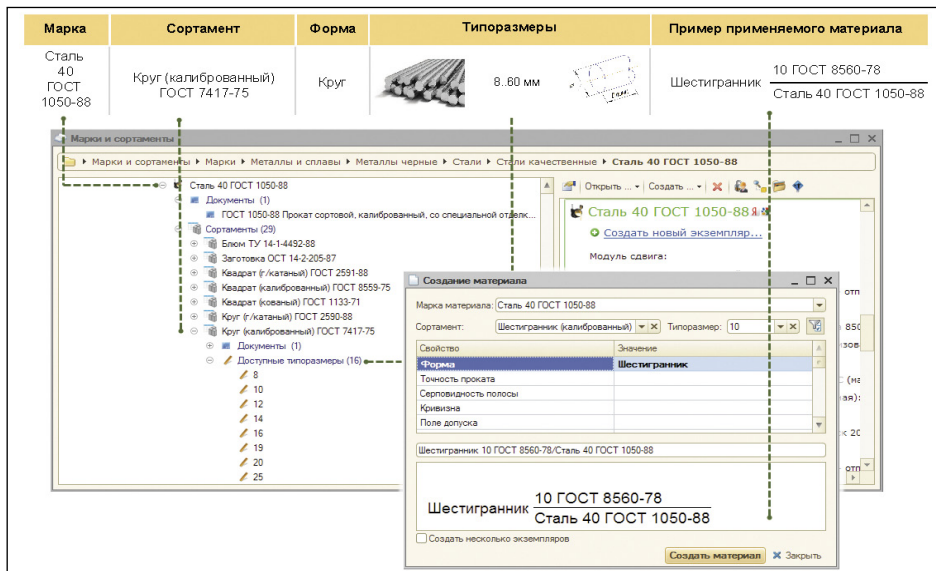 Марка Сортамент Форма Типоразмеры Пример применяемого материала
Сталь
40
ГОСТ
1050-88
Круг (калиброванный)
ГОСТ 7417-75
Круг
8..60 мм
Шестигранник 10 ГОСТ 8560-78
Сталь 40 ГОСТ 1050-88
Марки и сортаменты
Марки и сортаменты Марки Металлы и сплавы Металлы черные Стали Стали качественные Сталь 40 ГОСТ 1050-88
Сталь 40 ГОСТ 1050-88
Документы (1)
ГОСТ 1050-88 Прокат сортовой, калиброванный, со специальной отделк...
Сортаменты (29)
Блюм ТУ 14-1-4492-88
Заготовка ОСТ 14-2-205-87
Квадрат (г/катаный) ГОСТ 2591-88
Квадрат (калиброванный) ГОСТ 8559-75
Квадрат (кованый) ГОСТ 1133-71
Круг (г/катаный) ГОСТ 2590-88
Круг (калиброванный) ГОСТ 7417-75
Документы (1)
Доступные типоразмеры (16)
8
10
12
14
16
19
20
25
Открыть ... Создать ...
Сталь 40 ГОСТ 1050-88
Создать новый экземпляр...
Модуль сдвига:
отп
850
зов
(ма
ая):
20
отп
Создание материала
Марка материала: Сталь 40 ГОСТ 1050-88
Сортамент: Шестигранник (калиброванный) Типоразмер: 10
Свойство Значение
Форма Шестигранник
Точность проката
Серповидность полосы
Кривизна
Поле допуска
Шестигранник 10 ГОСТ 8560-78/Сталь 40 ГОСТ 1050-88
Шестигранник 10 ГОСТ 8560-78
Сталь 40 ГОСТ 1050-88
Создать несколько экземпляров
Создать материал Закрыть